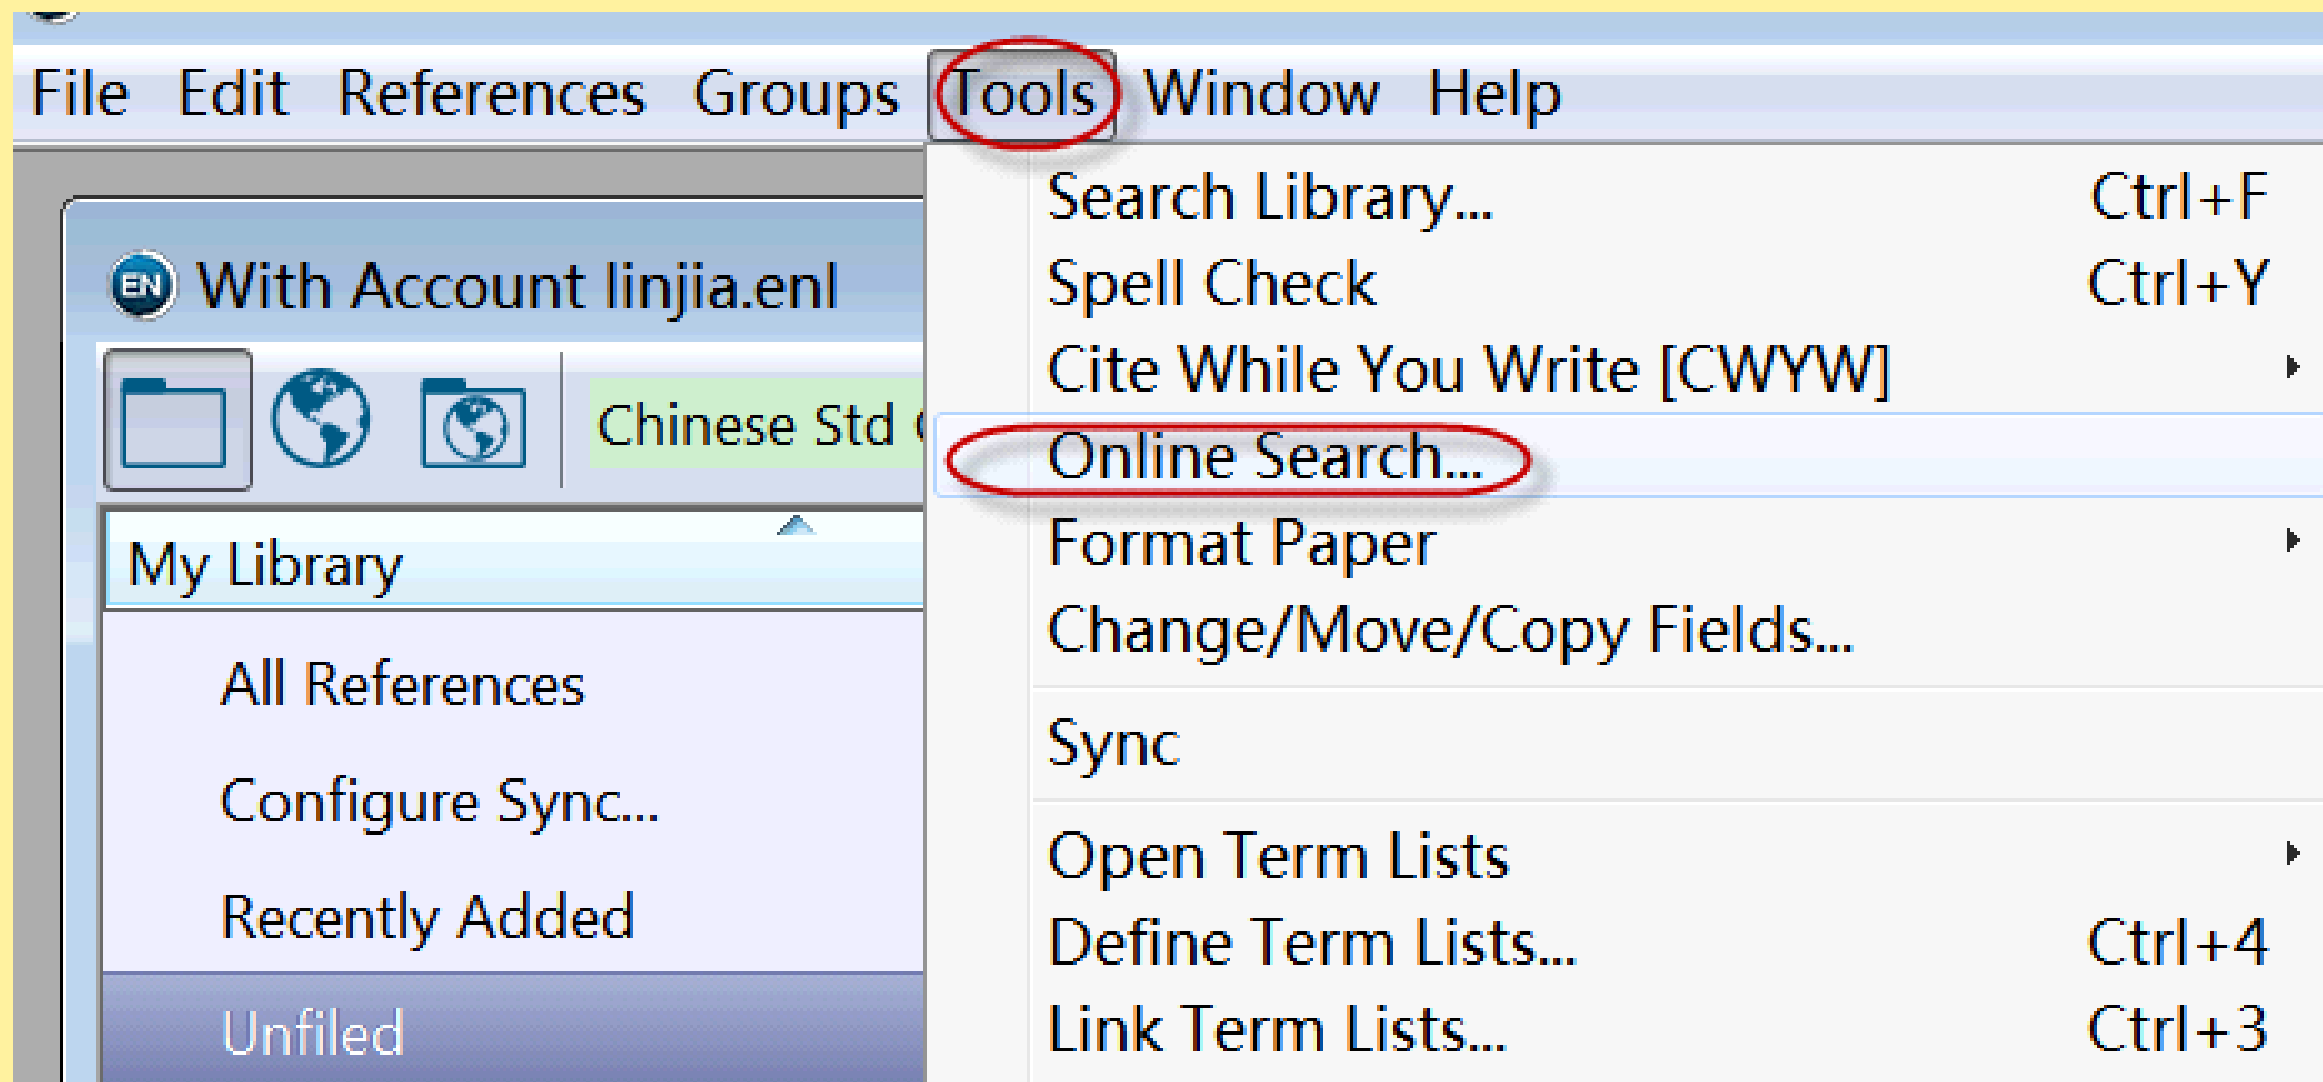 File Edit References Groups Tools Window Help
Search Library... Ctrl+F
Spell Check Ctrl+Y
Cite While You Write [CWYW]
Online Search...
Format Paper
Change/Move/Copy Fields...
Sync
Open Term Lists
Define Term Lists... Ctrl+4
Link Term Lists... Ctrl+3
EN With Account linjia.enl
Chinese Std
My Library
All References
Configure Sync...
Recently Added
Unfiled